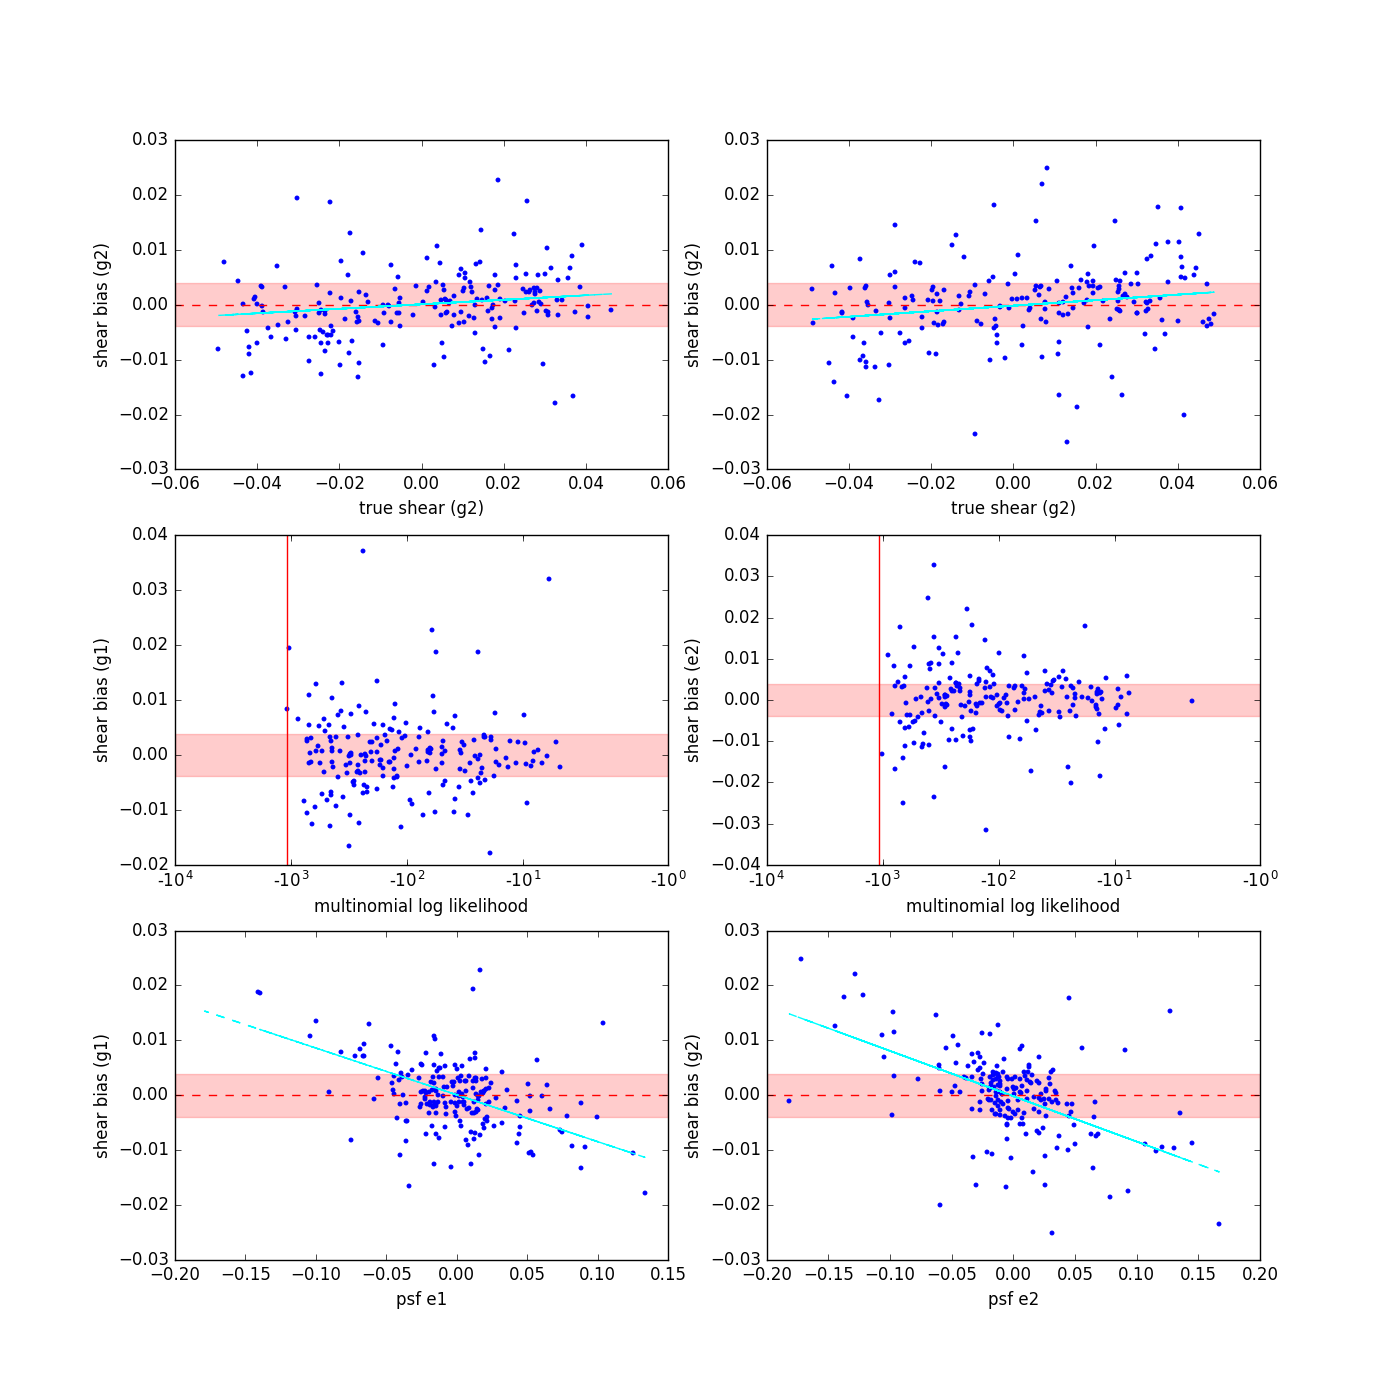 0.03 0.03
0.02 0.02
0.01 0.01
0.00 0.00
−0.01 −0.01
−0.02 −0.02
−0.03 −0.03
shear bias (g2) shear bias (g2)
−0.06 −0.04 −0.02 0.00 0.02 0.04 0.06 −0.06 −0.04 −0.02 0.00 0.02 0.04 0.06
true shear (g2) true shear (g2)
0.04 0.04
0.03 0.03
0.02 0.02
0.01 0.01
0.00 0.00
−0.01 −0.01
−0.02 −0.02
−0.03
−0.04
shear bias (g1) shear bias (e2)
-10^4 -10^3 -10^2 -10^1 -10^0 -10^4 -10^3 -10^2 -10^1 -10^0
multinomial log likelihood multinomial log likelihood
0.03 0.03
0.02 0.02
0.01 0.01
0.00 0.00
−0.01 −0.01
−0.02 −0.02
−0.03 −0.03
shear bias (g1) shear bias (g2)
−0.20 −0.15 −0.10 −0.05 0.00 0.05 0.10 0.15 −0.20 −0.15 −0.10 −0.05 0.00 0.05 0.10 0.15 0.20
psf e1 psf e2